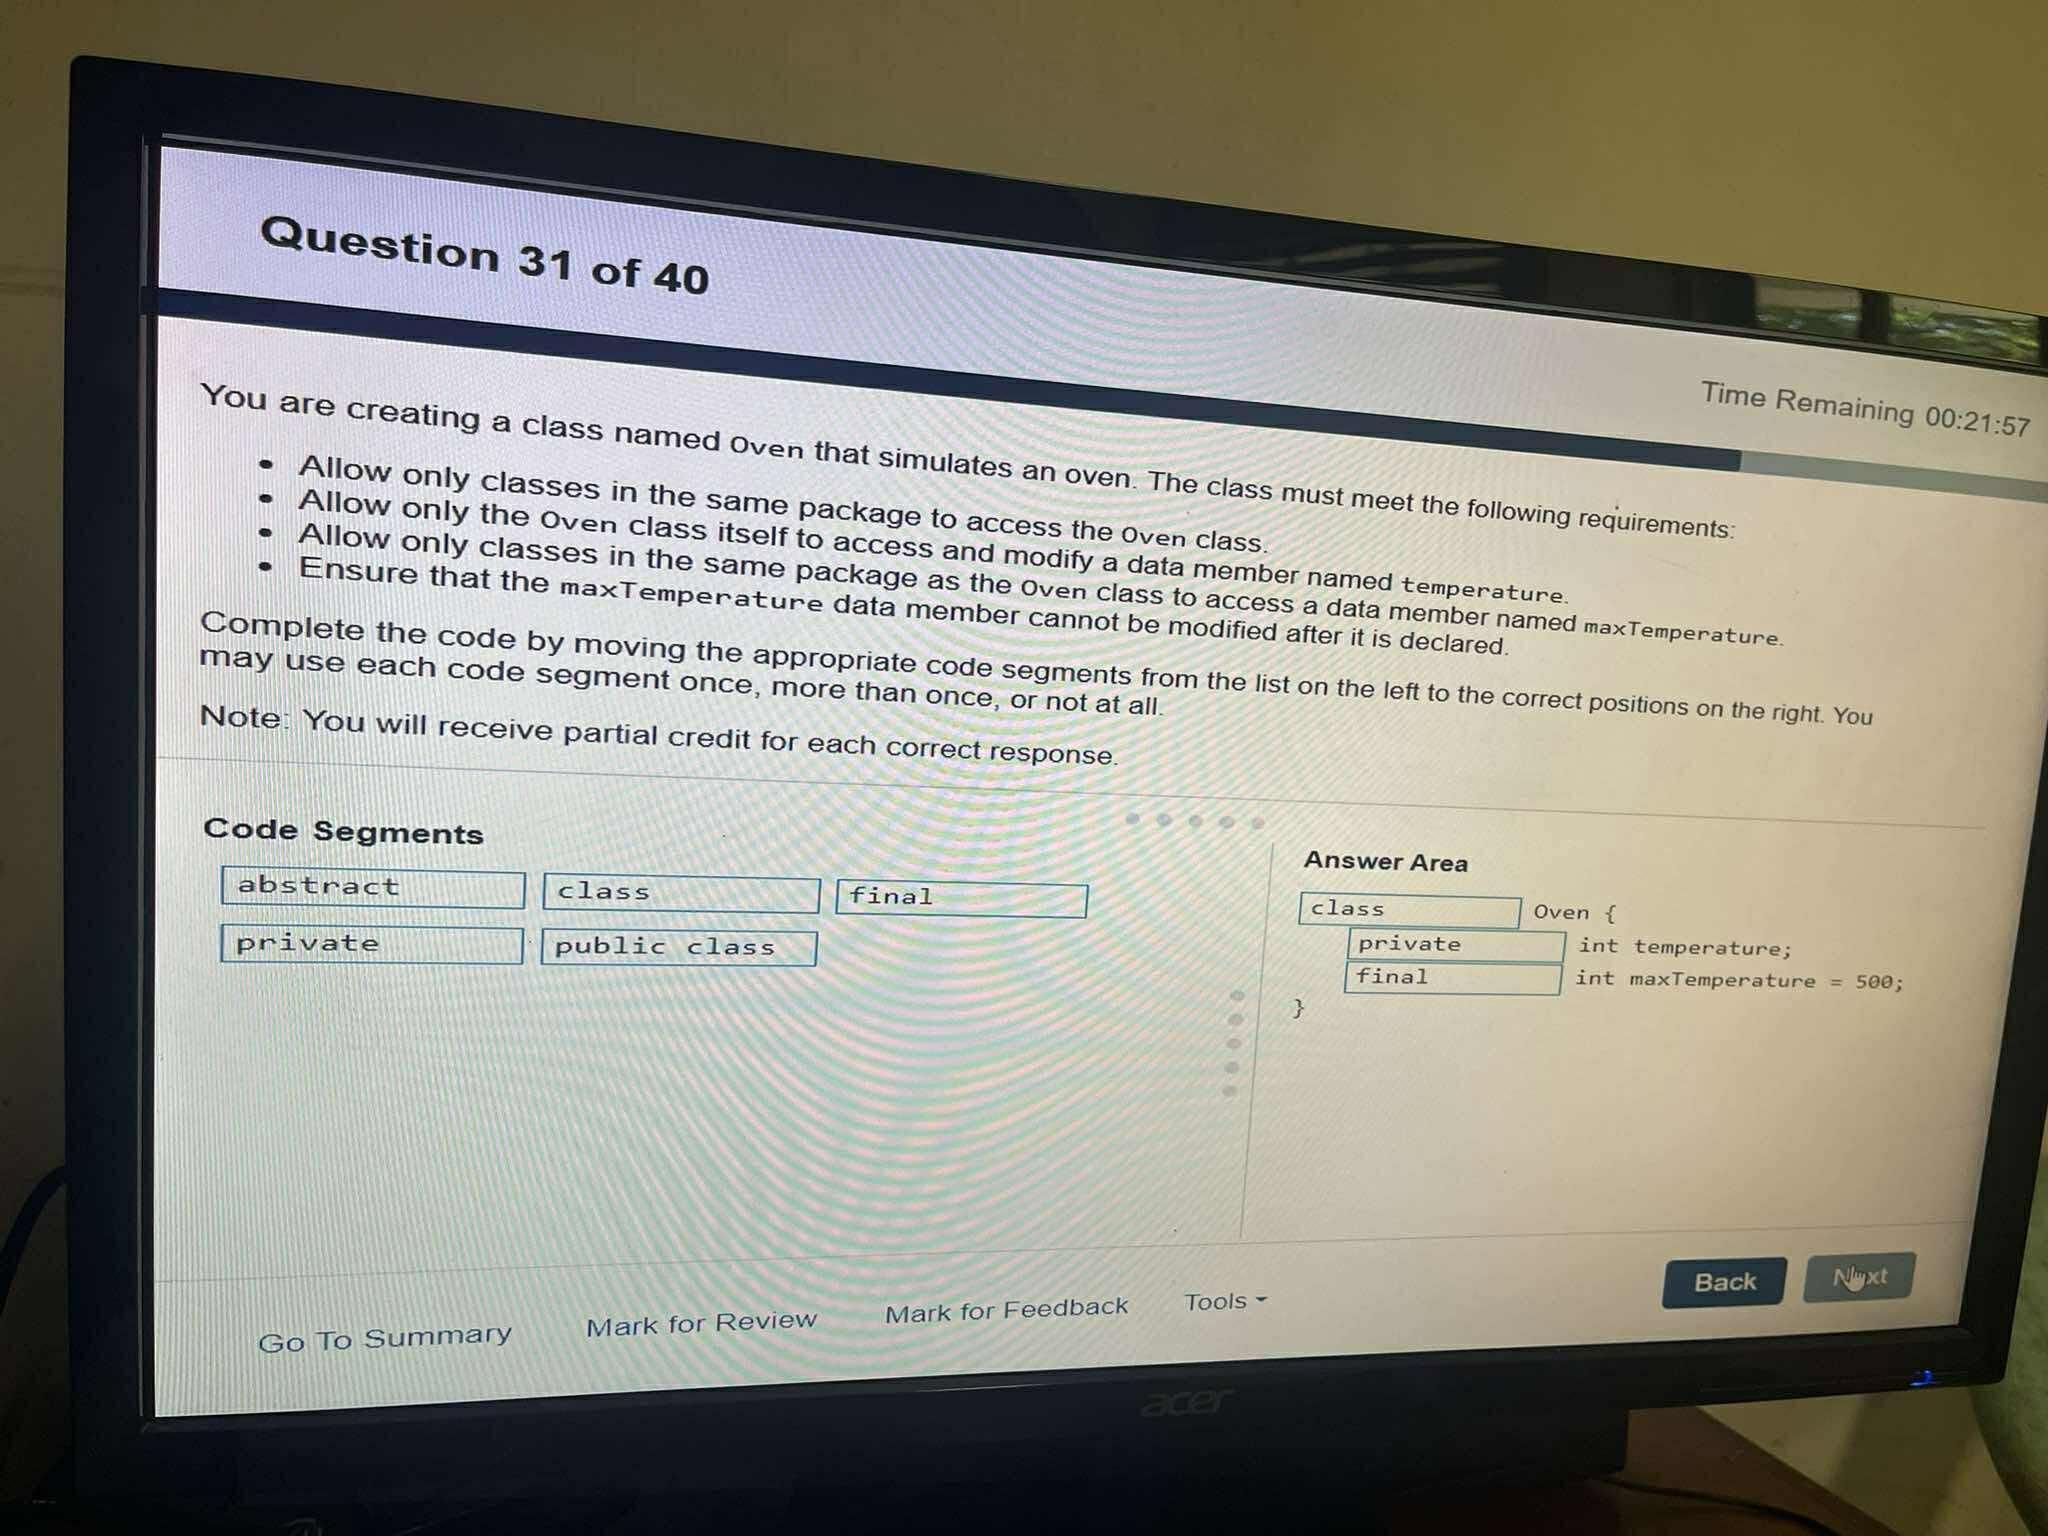 Question 31 of 40
Time Remaining 00:21:57
You are creating a class named Oven that simulates an oven. The class must meet the following requirements:
• Allow only classes in the same package to access the Oven class.
• Allow only the Oven class itself to access and modify a data member named temperature.
• Allow only classes in the same package as the Oven class to access a data member named maxTemperature.
• Ensure that the maxTemperature data member cannot be modified after it is declared.
Complete the code by moving the appropriate code segments from the list on the left to the correct positions on the right. You
may use each code segment once, more than once, or not at all.
Note: You will receive partial credit for each correct response.
Code Segments
abstract class final
private public class
Answer Area
class Oven {
private int temperature;
final int maxTemperature = 500;
}
Back Next
Go To Summary Mark for Review Mark for Feedback Tools
acer